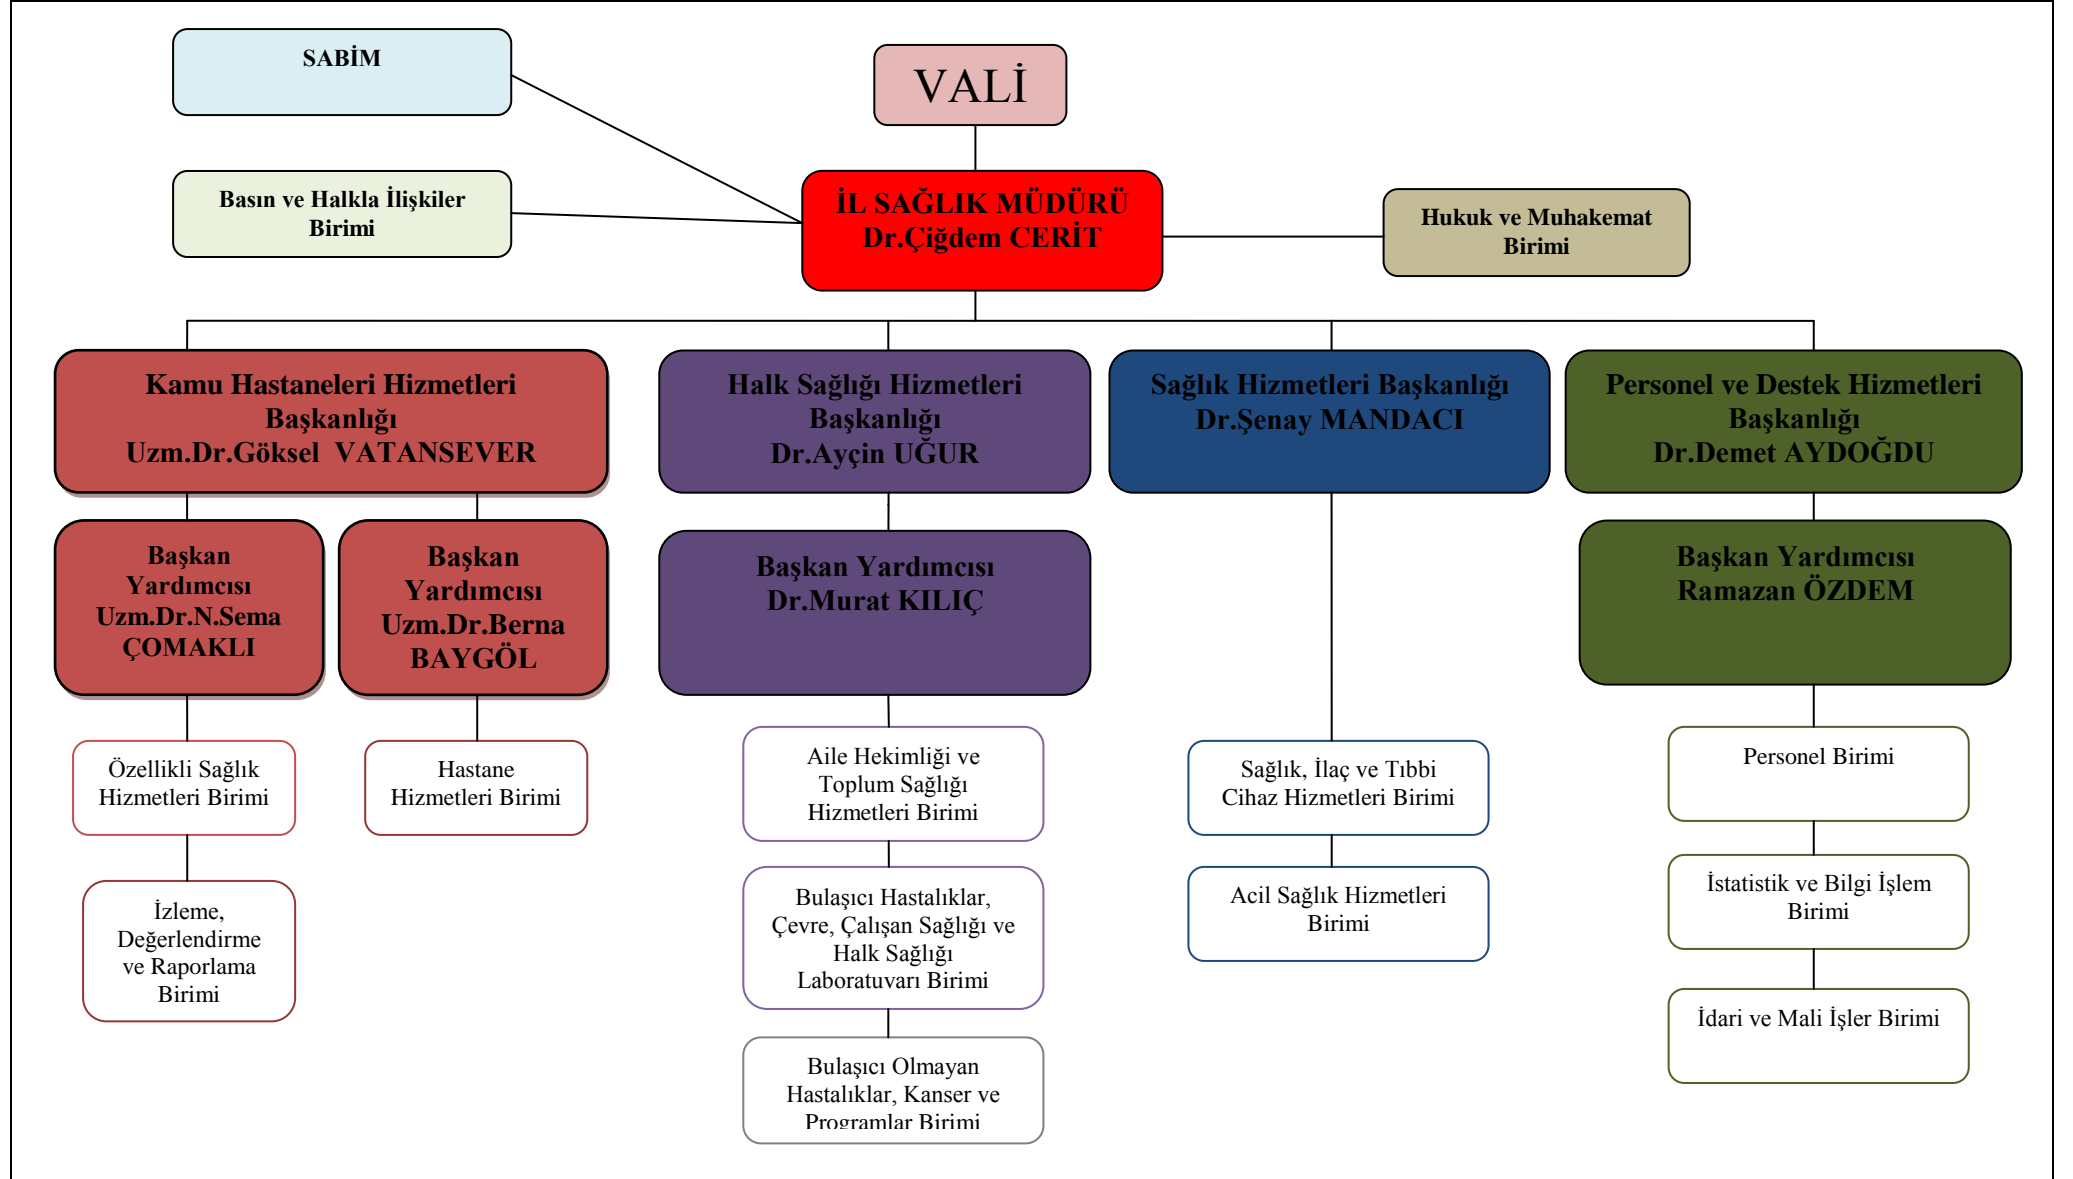 SABİM
VALİ
Basın ve Halkla İlişkiler
Birimi
İL SAĞLIK MÜDÜRÜ
Dr.Çiğdem CERİT
Hukuk ve Muhakemat
Birimi
Kamu Hastaneleri Hizmetleri
Başkanlığı
Uzm.Dr.Göksel  VATANSEVER
Halk Sağlığı Hizmetleri
Başkanlığı
Dr.Ayçin UĞUR
Sağlık Hizmetleri Başkanlığı
Dr.Şenay MANDACI
Personel ve Destek Hizmetleri
Başkanlığı
Dr.Demet AYDOĞDU
Başkan
Yardımcısı
Uzm.Dr.N.Sema
ÇOMAKLI
Başkan
Yardımcısı
Uzm.Dr.Berna
BAYGÖL
Başkan Yardımcısı
Dr.Murat KILIÇ
Başkan Yardımcısı
Ramazan ÖZDEM
Özellikli Sağlık
Hizmetleri Birimi
Hastane
Hizmetleri Birimi
Aile Hekimliği ve
Toplum Sağlığı
Hizmetleri Birimi
Sağlık, İlaç ve Tıbbi
Cihaz Hizmetleri Birimi
Personel Birimi
İzleme,
Değerlendirme
ve Raporlama
Birimi
Bulaşıcı Hastalıklar,
Çevre, Çalışan Sağlığı ve
Halk Sağlığı
Laboratuvarı Birimi
Acil Sağlık Hizmetleri
Birimi
İstatistik ve Bilgi İşlem
Birimi
Bulaşıcı Olmayan
Hastalıklar, Kanser ve
Programlar Birimi
İdari ve Mali İşler Birimi